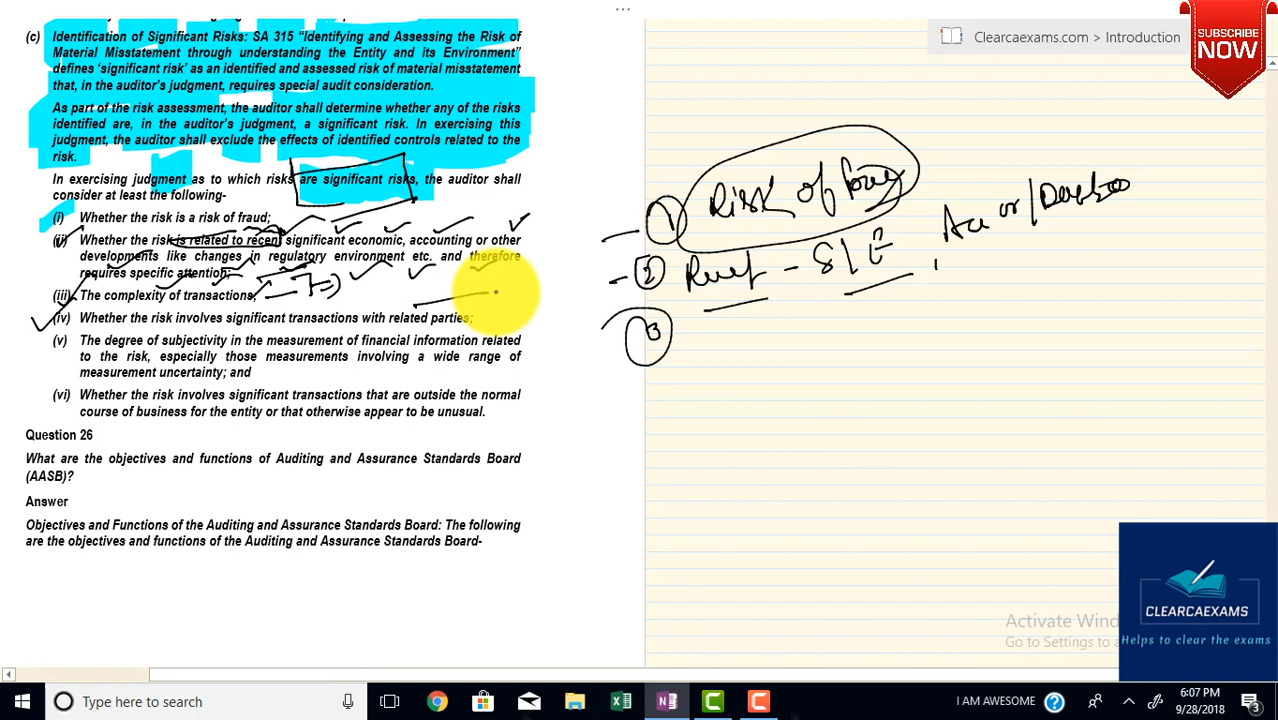 (c) Identification of Significant Risks: SA 315 “Identifying and Assessing the Risk of
Material Misstatement through understanding the Entity and its Environment”
defines ‘significant risk’ as an identified and assessed risk of material misstatement
that, in the auditor’s judgment, requires special audit consideration.
As part of the risk assessment, the auditor shall determine whether any of the risks
identified are, in the auditor’s judgment, a significant risk. In exercising this
judgment, the auditor shall exclude the effects of identified controls related to the
risk.
In exercising judgment as to which risks are significant risks, the auditor shall
consider at least the following-
(i) Whether the risk is a risk of fraud;
(ii) Whether the risk is related to recent significant economic, accounting or other
developments like changes in regulatory environment etc. and therefore
requires specific attention;
(iii) The complexity of transactions;
(iv) Whether the risk involves significant transactions with related parties;
(v) The degree of subjectivity in the measurement of financial information related
to the risk, especially those measurements involving a wide range of
measurement uncertainty; and
(vi) Whether the risk involves significant transactions that are outside the normal
course of business for the entity or that otherwise appear to be unusual.
Question 26
What are the objectives and functions of Auditing and Assurance Standards Board
(AASB)?
Answer
Objectives and Functions of the Auditing and Assurance Standards Board: The following
are the objectives and functions of the Auditing and Assurance Standards Board-
Clearcaexams.com > Introduction
SUBSCRIBE
NOW
1 Risk of
2
3
Activate Wind
Go to Settings to a
CLEARCAEXAMS
Helps to clear the exams
Type here to search
I AM AWESOME
6:07 PM
9/28/2018
3